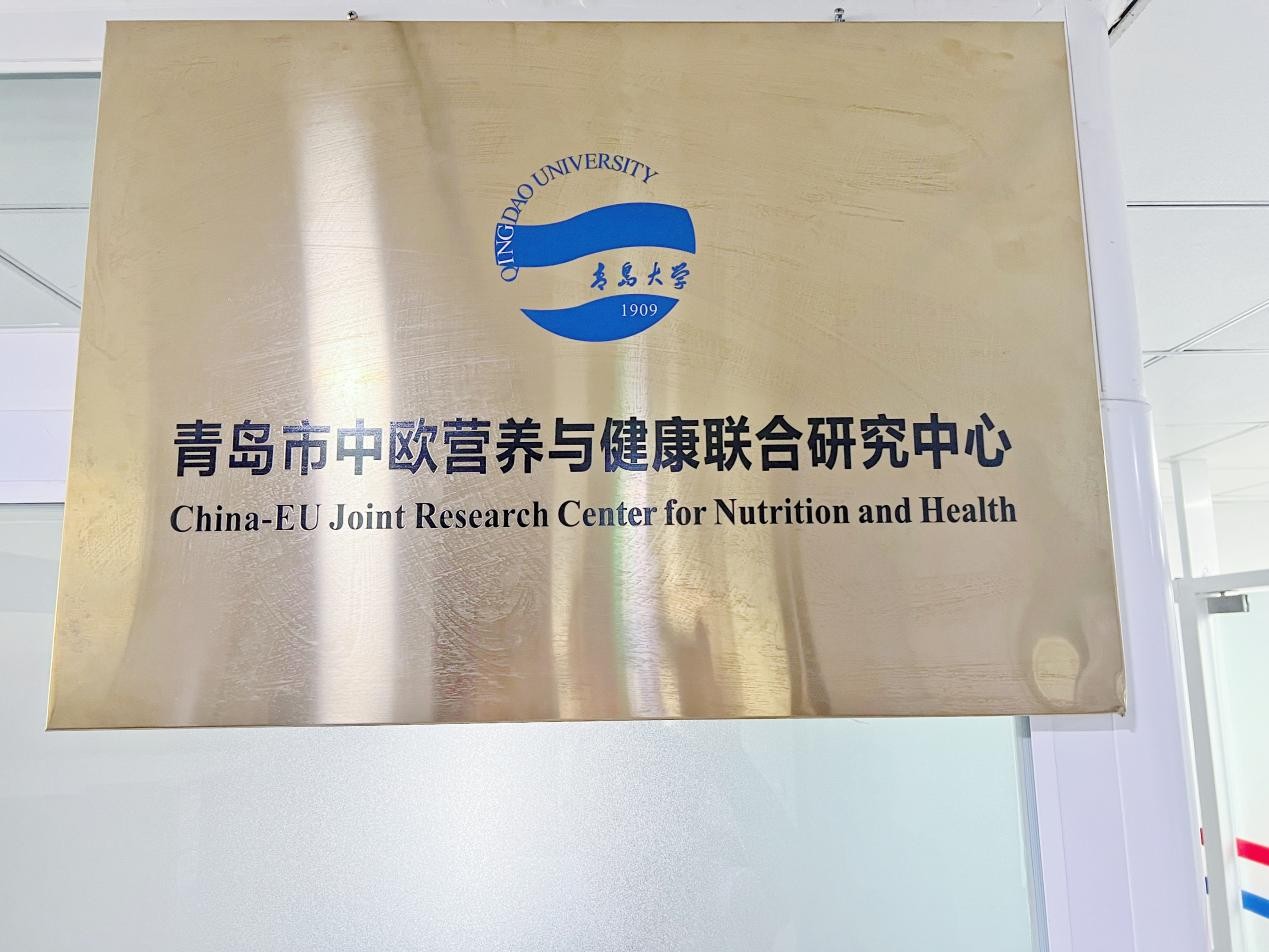 QINGDAO UNIVERSITY
青岛大学
1909
青岛市中欧营养与健康联合研究中心
China-EU Joint Research Center for Nutrition and Health